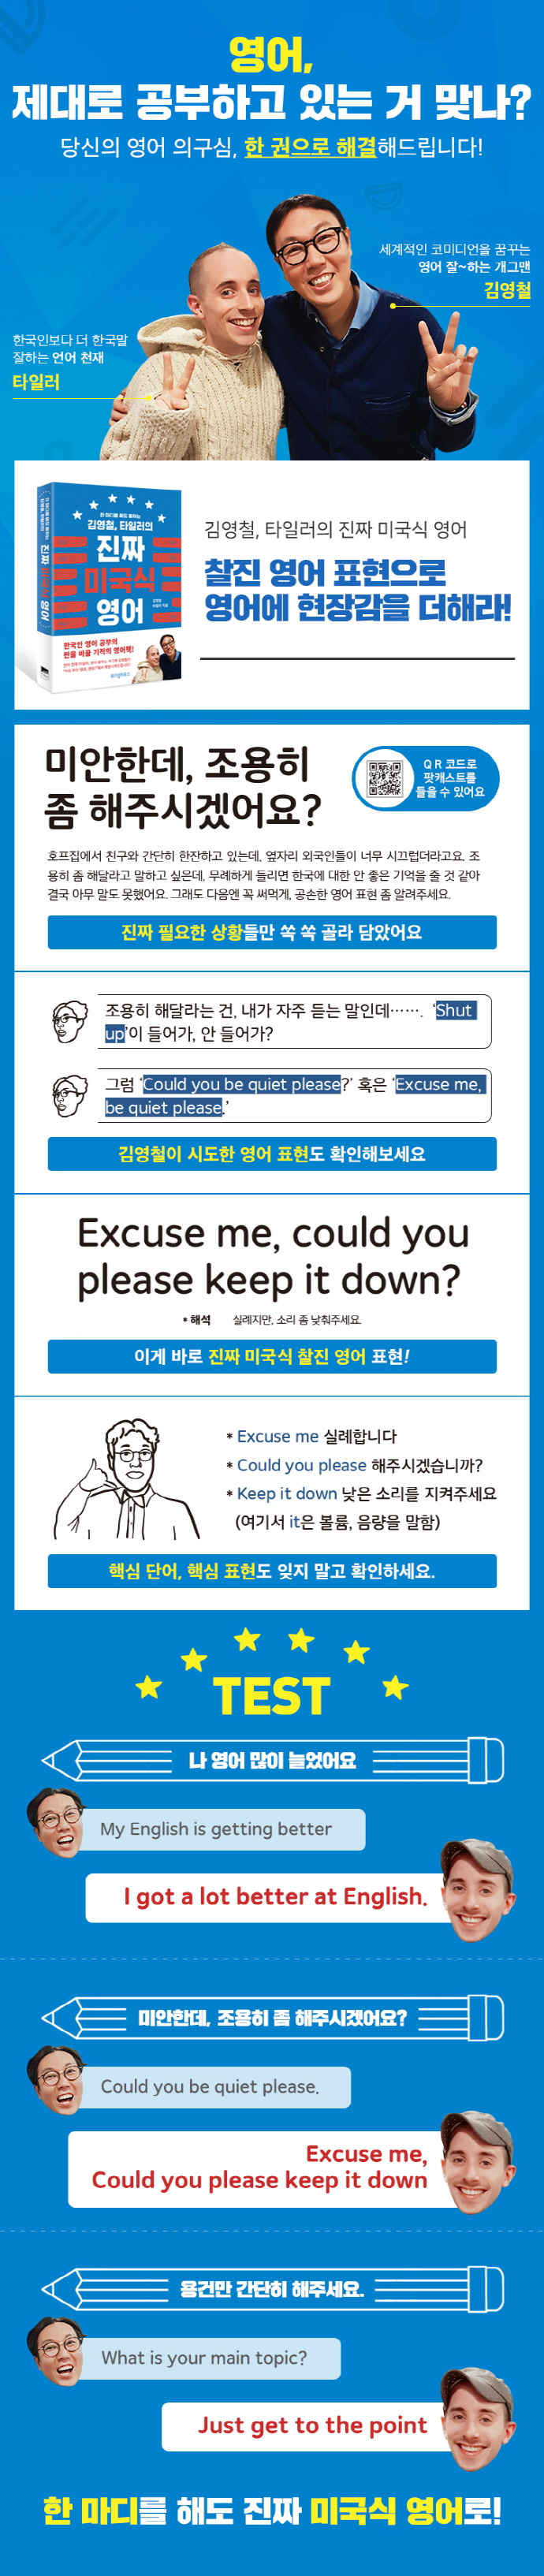 영어,
제대로 공부하고 있는 거 맞나?
당신의 영어 의구심, 한 권으로 해결해드립니다!
세계적인 코미디언을 꿈꾸는
영어 잘~하는 개그맨
김영철
한국인보다 더 한국말
잘하는 언어 천재
타일러
한 마디를 해도 통하는
김영철, 타일러의
진짜
미국식
영어
진짜 미국식 영어
한국인 영어 공부의
판을 바꿀 기적의 영어책!
위즈덤하우스
김영철, 타일러의 진짜 미국식 영어
찰진 영어 표현으로
영어에 현장감을 더해라!
미안한데, 조용히
좀 해주시겠어요?
QR 코드로
팟캐스트를
들을 수 있어요
호프집에서 친구와 간단히 한잔하고 있는데, 옆자리 외국인들이 너무 시끄럽더라고요. 조
용히 좀 해달라고 말하고 싶은데, 무례하게 들리면 한국에 대한 안 좋은 기억을 줄 것 같아
결국 아무 말도 못했어요. 그래도 다음엔 꼭 써먹게, 공손한 영어 표현 좀 알려주세요.
진짜 필요한 상황들만 쏙 쏙 골라 담았어요
조용히 해달라는 건, 내가 자주 듣는 말인데……. ‘Shut
up’이 들어가, 안 들어가?
그럼 ‘Could you be quiet please?’ 혹은 ‘Excuse me,
be quiet please.’
김영철이 시도한 영어 표현도 확인해보세요
Excuse me, could you
please keep it down?
* 해석 실례지만, 소리 좀 낮춰주세요.
이게 바로 진짜 미국식 찰진 영어 표현!
* Excuse me 실례합니다
* Could you please 해주시겠습니까?
* Keep it down 낮은 소리를 지켜주세요
(여기서 it은 볼륨, 음량을 말함)
핵심 단어, 핵심 표현도 잊지 말고 확인하세요.
TEST
나 영어 많이 늘었어요
My English is getting better
I got a lot better at English.
미안한데, 조용히 좀 해주시겠어요?
Could you be quiet please.
Excuse me,
Could you please keep it down
용건만 간단히 해주세요.
What is your main topic?
Just get to the point
한 마디를 해도 진짜 미국식 영어로!